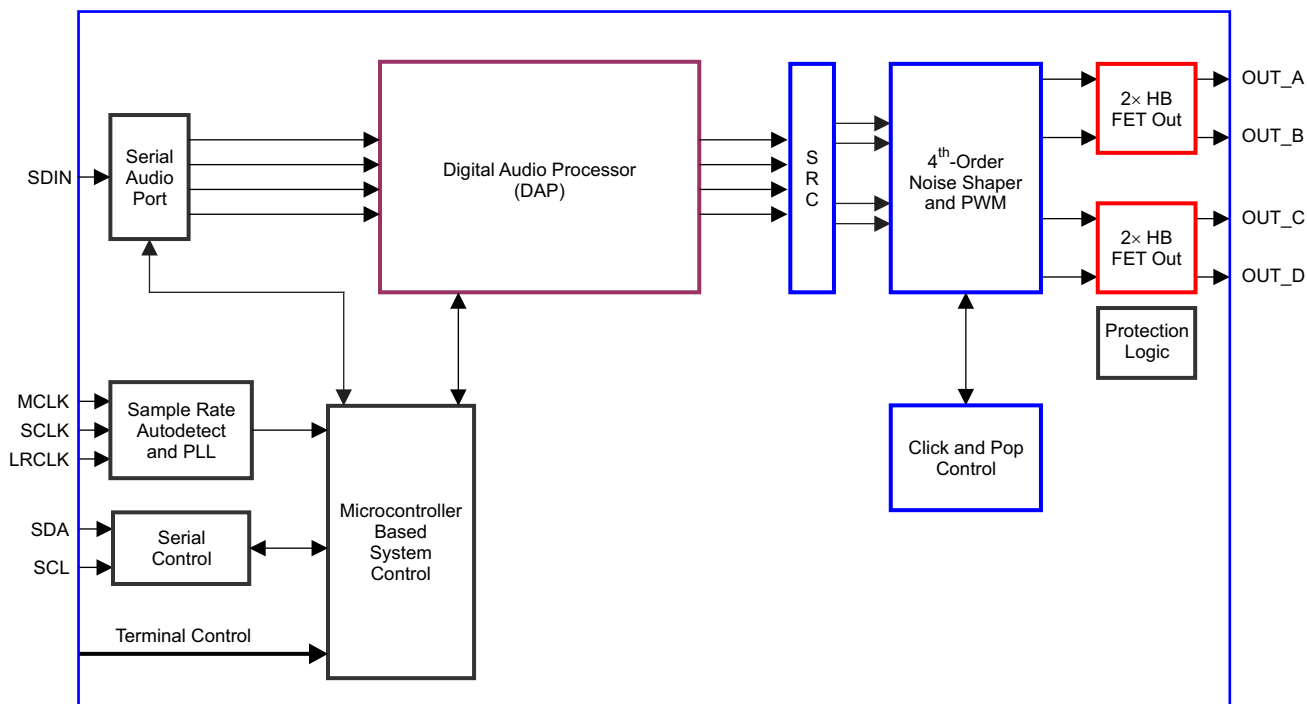 SDIN
Serial
Audio
Port
Digital Audio Processor
(DAP)
S
R
C
4th-Order
Noise Shaper
and PWM
2× HB
FET Out
OUT_A
OUT_B
2× HB
FET Out
OUT_C
OUT_D
Protection
Logic
MCLK
SCLK
LRCLK
Sample Rate
Autodetect
and PLL
SDA
SCL
Serial
Control
Terminal Control
Microcontroller
Based
System
Control
Click and Pop
Control